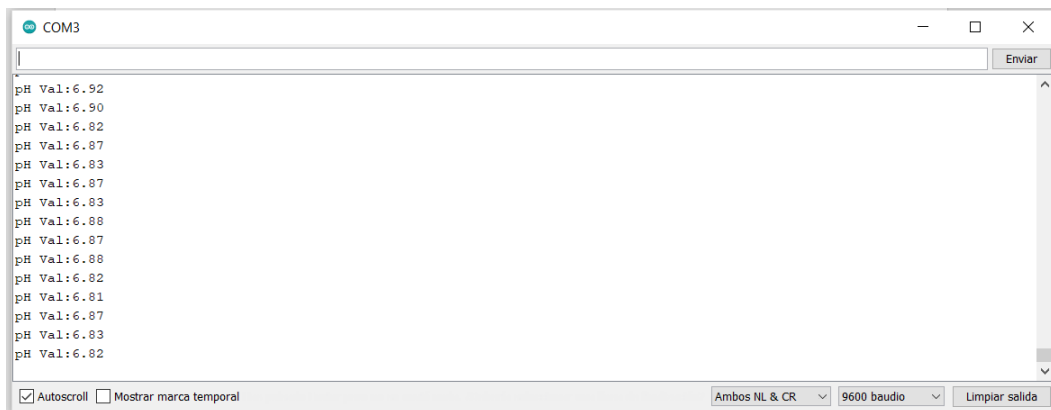 COM3
Enviar
pH Val:6.92
pH Val:6.90
pH Val:6.82
pH Val:6.87
pH Val:6.83
pH Val:6.87
pH Val:6.83
pH Val:6.88
pH Val:6.87
pH Val:6.88
pH Val:6.82
pH Val:6.81
pH Val:6.87
pH Val:6.83
pH Val:6.82
Autoscroll Mostrar marca temporal Ambos NL & CR 9600 baudio Limpiar salida